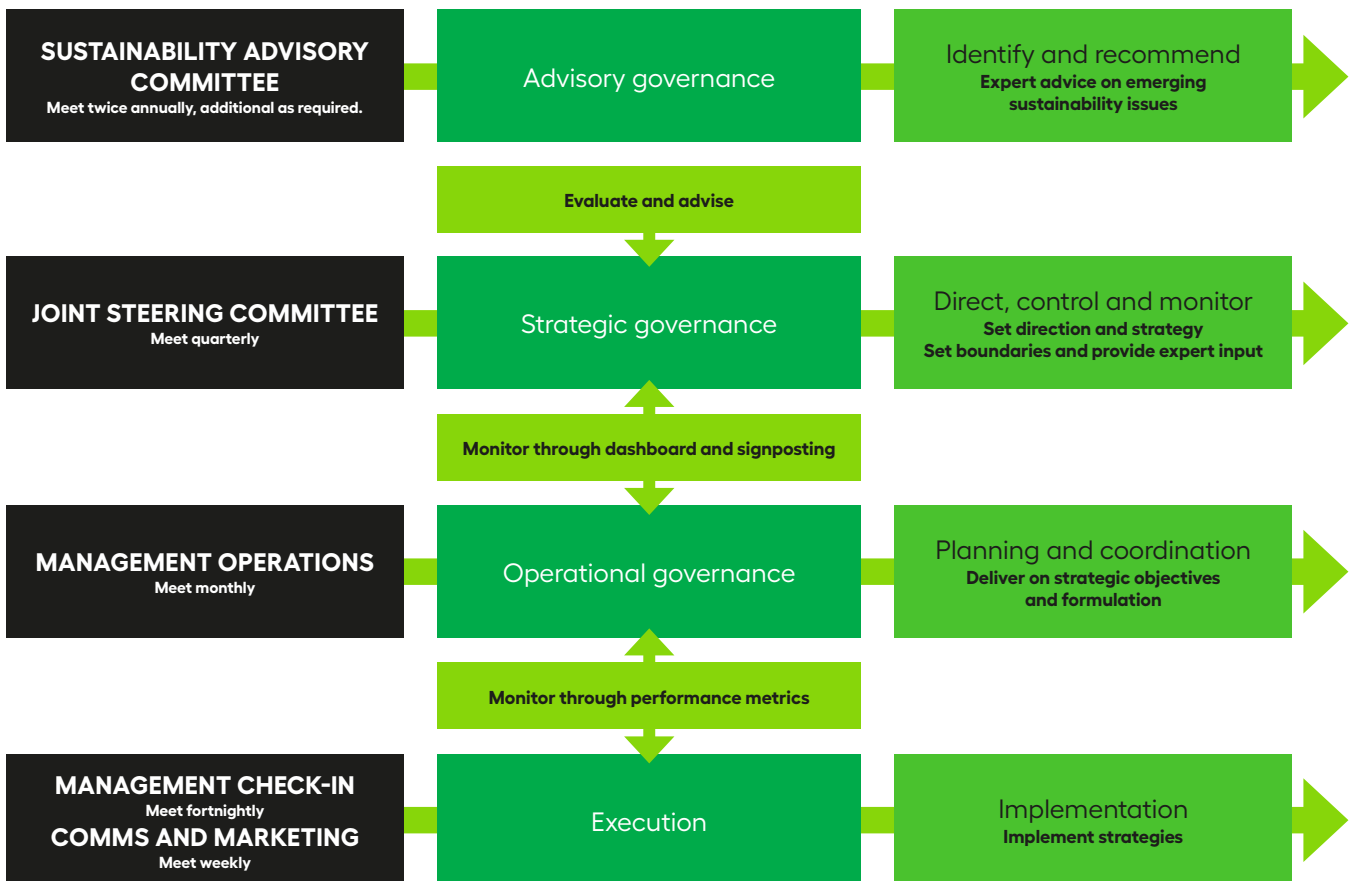 SUSTAINABILITY ADVISORY
COMMITTEE
Meet twice annually, additional as required.
Advisory governance
Identify and recommend
Expert advice on emerging
sustainability issues
Evaluate and advise
JOINT STEERING COMMITTEE
Meet quarterly
Strategic governance
Direct, control and monitor
Set direction and strategy
Set boundaries and provide expert input
Monitor through dashboard and signposting
MANAGEMENT OPERATIONS
Meet monthly
Operational governance
Planning and coordination
Deliver on strategic objectives
and formulation
Monitor through performance metrics
MANAGEMENT CHECK-IN
Meet fortnightly
COMMS AND MARKETING
Meet weekly
Execution
Implementation
Implement strategies